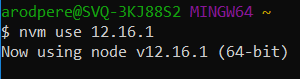 arodpere@SVQ-3KJ88S2 MINGW64 ~
$ nvm use 12.16.1
Now using node v12.16.1 (64-bit)